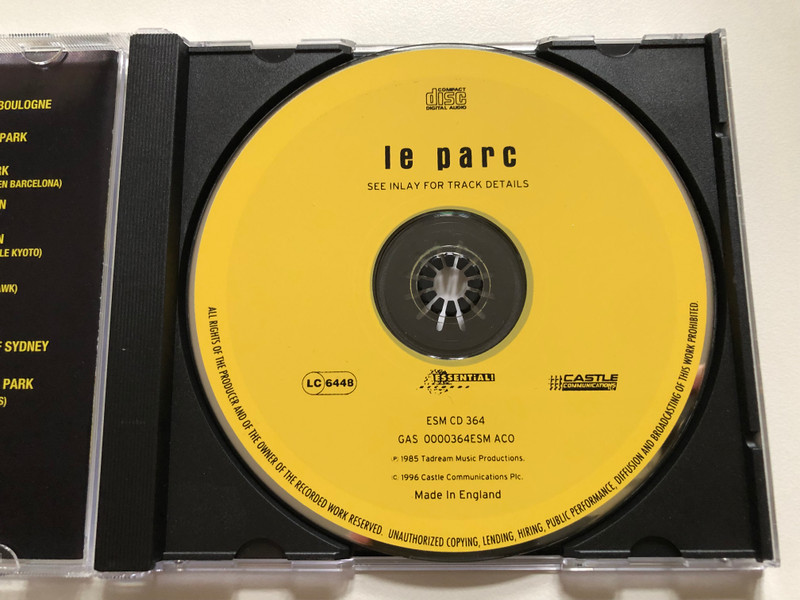 BOULOGNE
PARK
RK
EN BARCELONA)
N
N
LE KYOTO)
AWK)
F SYDNEY
PARK
S)
COMPACT
disc
DIGITAL AUDIO
le parc
SEE INLAY FOR TRACK DETAILS
LC 6448
ESSENTIAL!
CASTLE
COMMUNICATIONS
ESM CD 364
GAS 0000364ESM ACO
℗ 1985 Tadream Music Productions.
© 1996 Castle Communications Plc.
Made In England
ALL RIGHTS OF THE PRODUCER AND OF THE OWNER OF THE RECORDED WORK RESERVED. UNAUTHORIZED COPYING, LENDING, HIRING, PUBLIC PERFORMANCE, DIFFUSION AND BROADCASTING OF THIS WORK PROHIBITED.